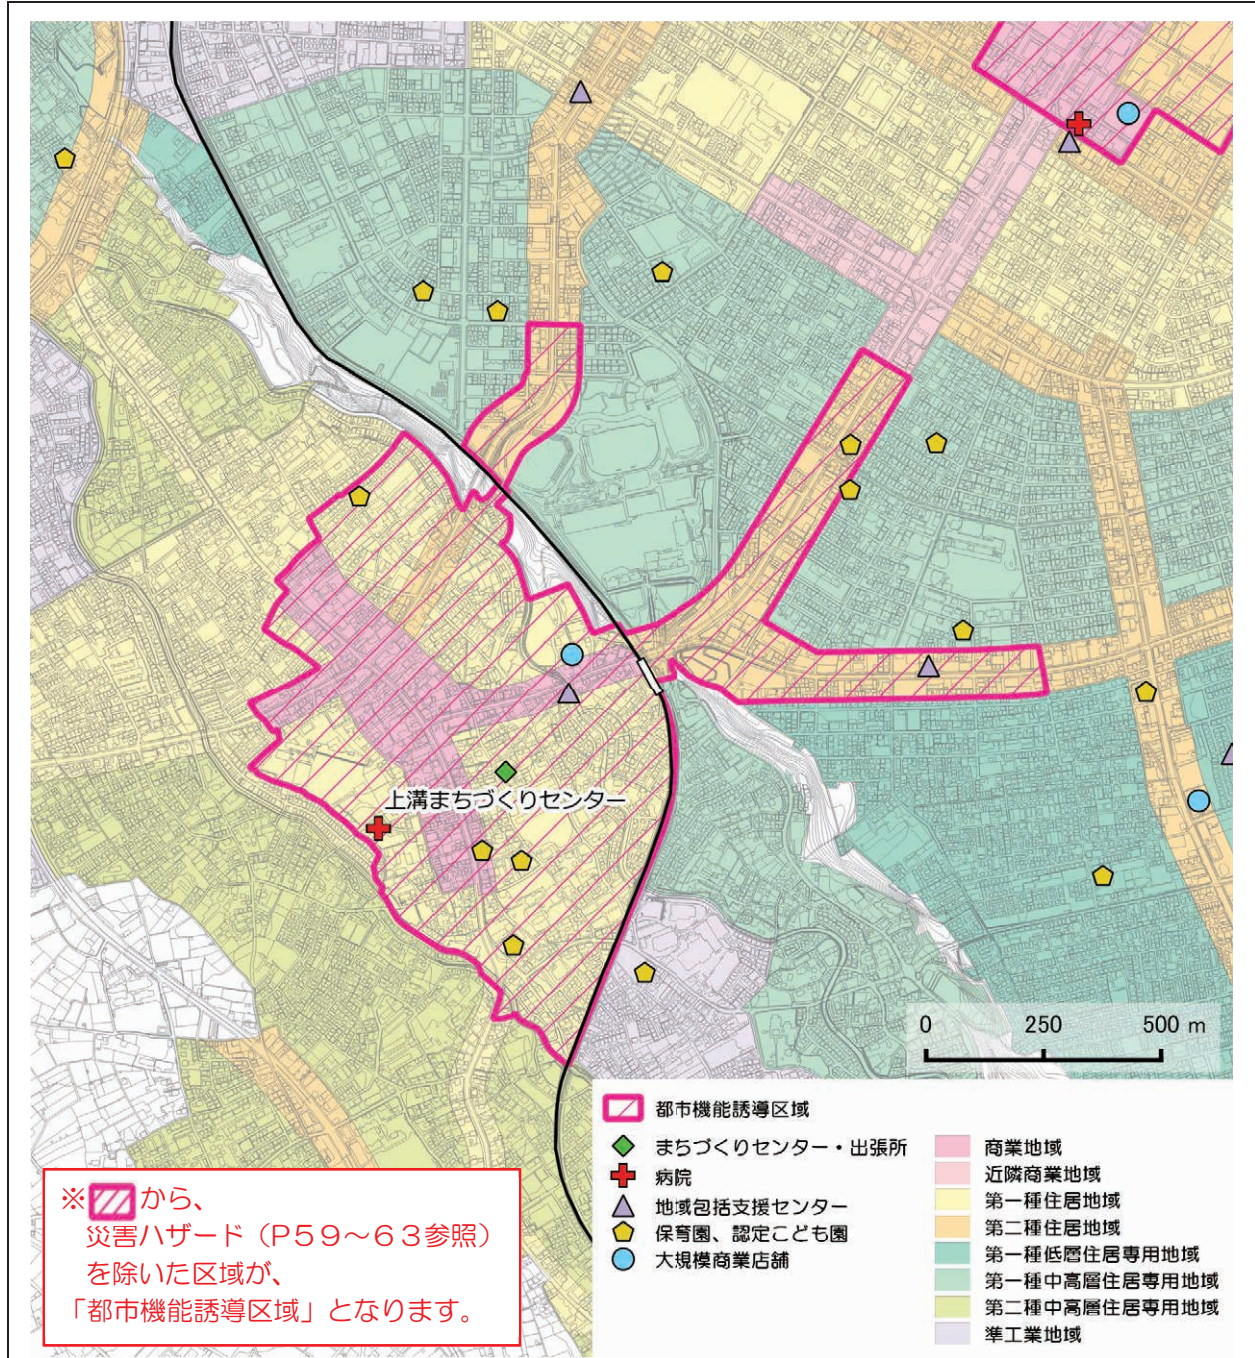 上溝まちづくりセンター
0 250 500 m
都市機能誘導区域
まちづくりセンター・出張所
病院
地域包括支援センター
保育園、認定こども園
大規模商業店舗
商業地域
近隣商業地域
第一種住居地域
第二種住居地域
第一種低層住居専用地域
第一種中高層住居専用地域
第二種中高層住居専用地域
準工業地域
※から、
災害ハザード（P５９～６３参照）
を除いた区域が、
「都市機能誘導区域」となります。